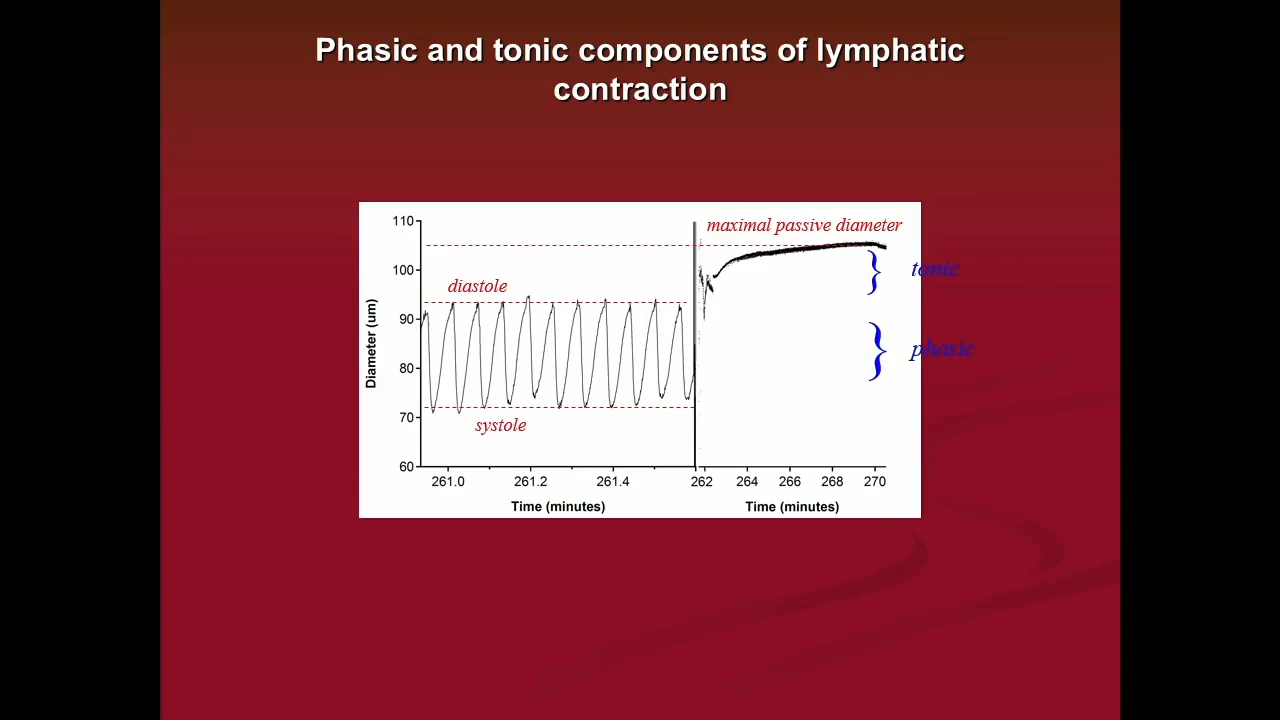 Phasic and tonic components of lymphatic
contraction
maximal passive diameter
tonic
diastole
phasic
systole
Diameter (um)
110
100
90
80
70
60
261.0 261.2 261.4
262 264 266 268 270
Time (minutes)
Time (minutes)